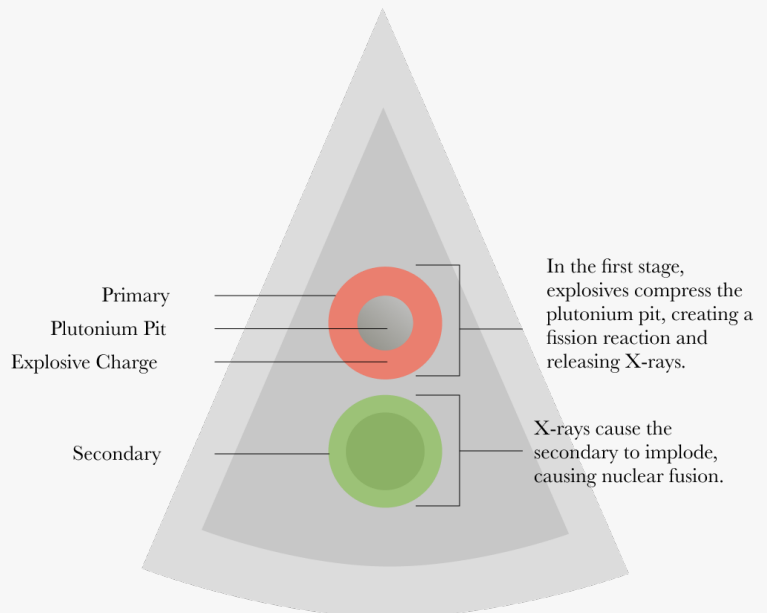 Primary
Plutonium Pit
Explosive Charge
Secondary
In the first stage,
explosives compress the
plutonium pit, creating a
fission reaction and
releasing X-rays.
X-rays cause the
secondary to implode,
causing nuclear fusion.